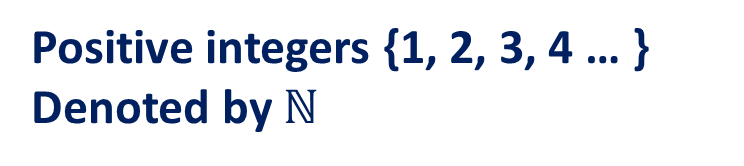 Positive integers {1, 2, 3, 4 … }
Denoted by ℕ